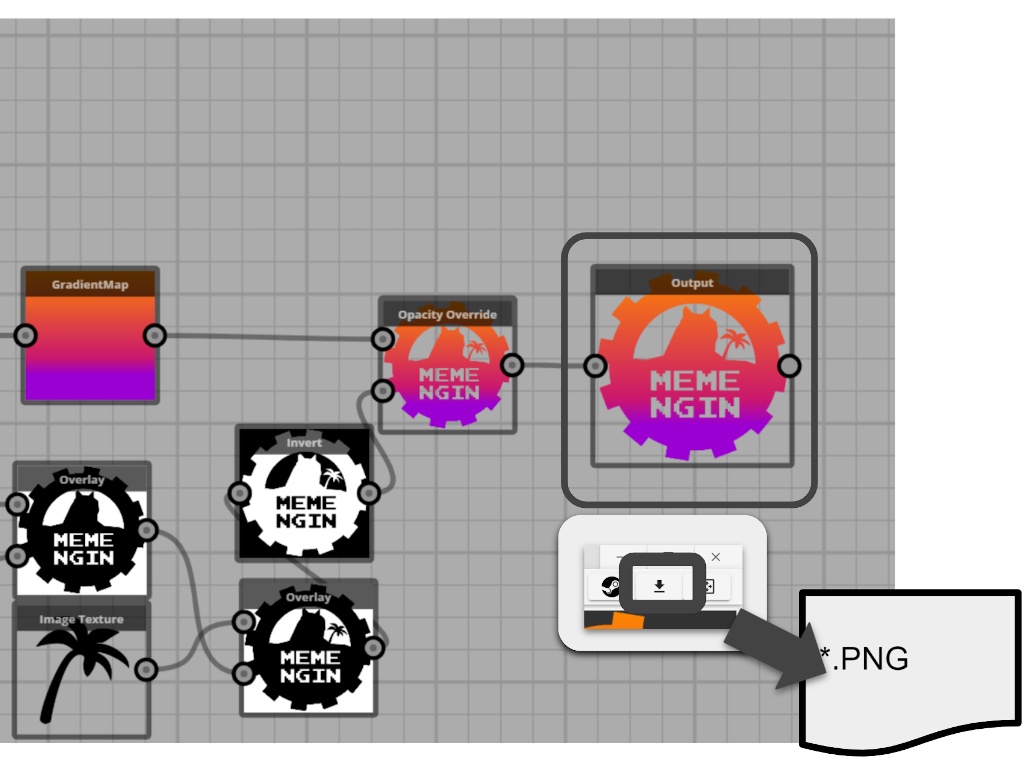 GradientMap
Opacity Override
MEME
NGIN
Output
MEME
NGIN
Overlay
MEME
NGIN
Invert
MEME
NGIN
Image Texture
Overlay
MEME
NGIN
*.PNG